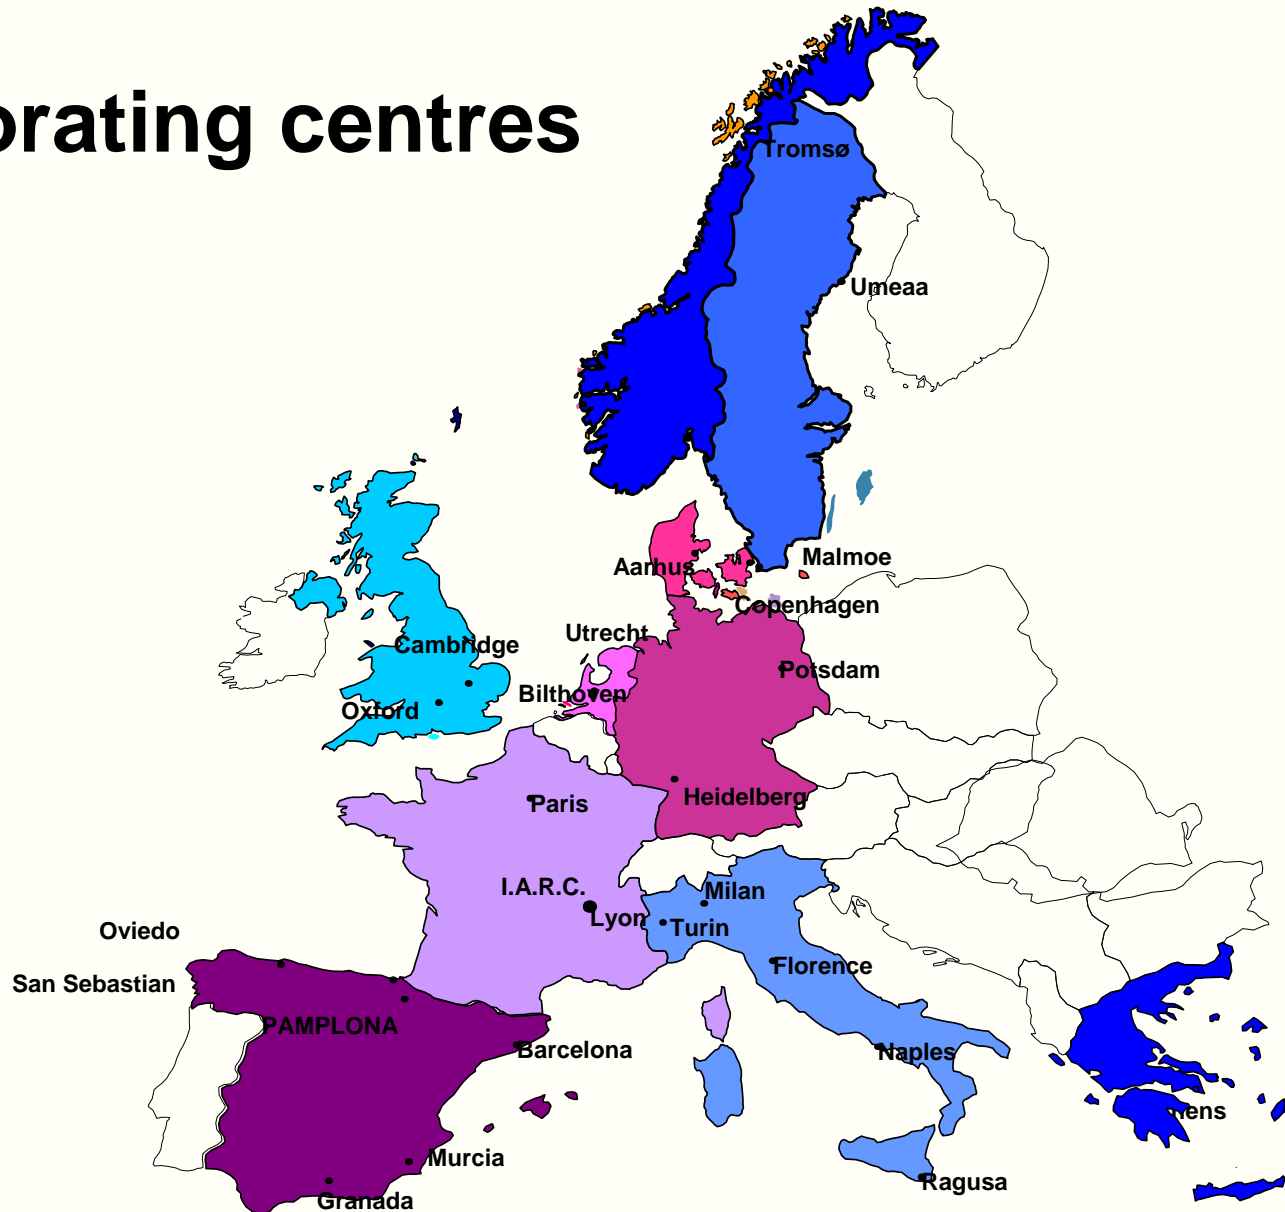 orating centres
Tromsø
Umeaa
Aarhus
Malmoe
Copenhagen
Utrecht
Cambridge
Potsdam
Bilthoven
Oxford
Heidelberg
Paris
I.A.R.C.
Lyon
Milan
Turin
Oviedo
Florence
San Sebastian
PAMPLONA
Barcelona
Naples
hens
Murcia
Ragusa
Granada